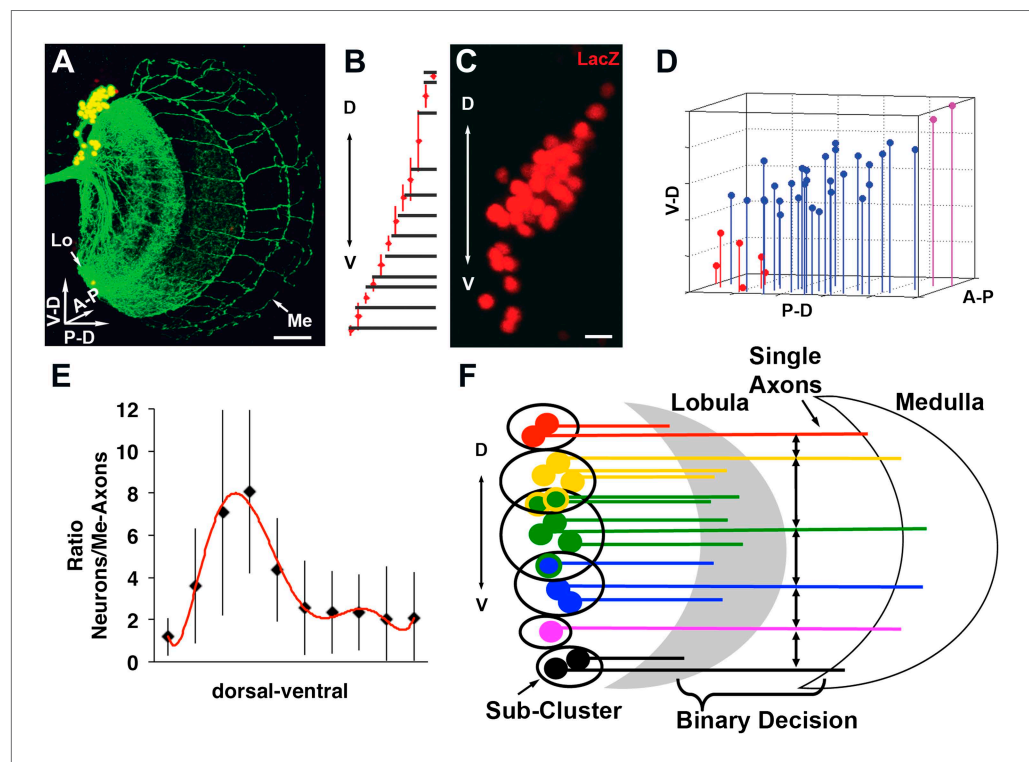 A
Lo
V-D
A-P
P-D
Me
B
D
V
C
LacZ
D
V
D
V-D
P-D
A-P
E
12
10
8
6
4
2
0
Ratio
Neurons/Me-Axons
dorsal-ventral
F
Single
Axons
Lobula
Medulla
D
V
Sub-Cluster
Binary Decision